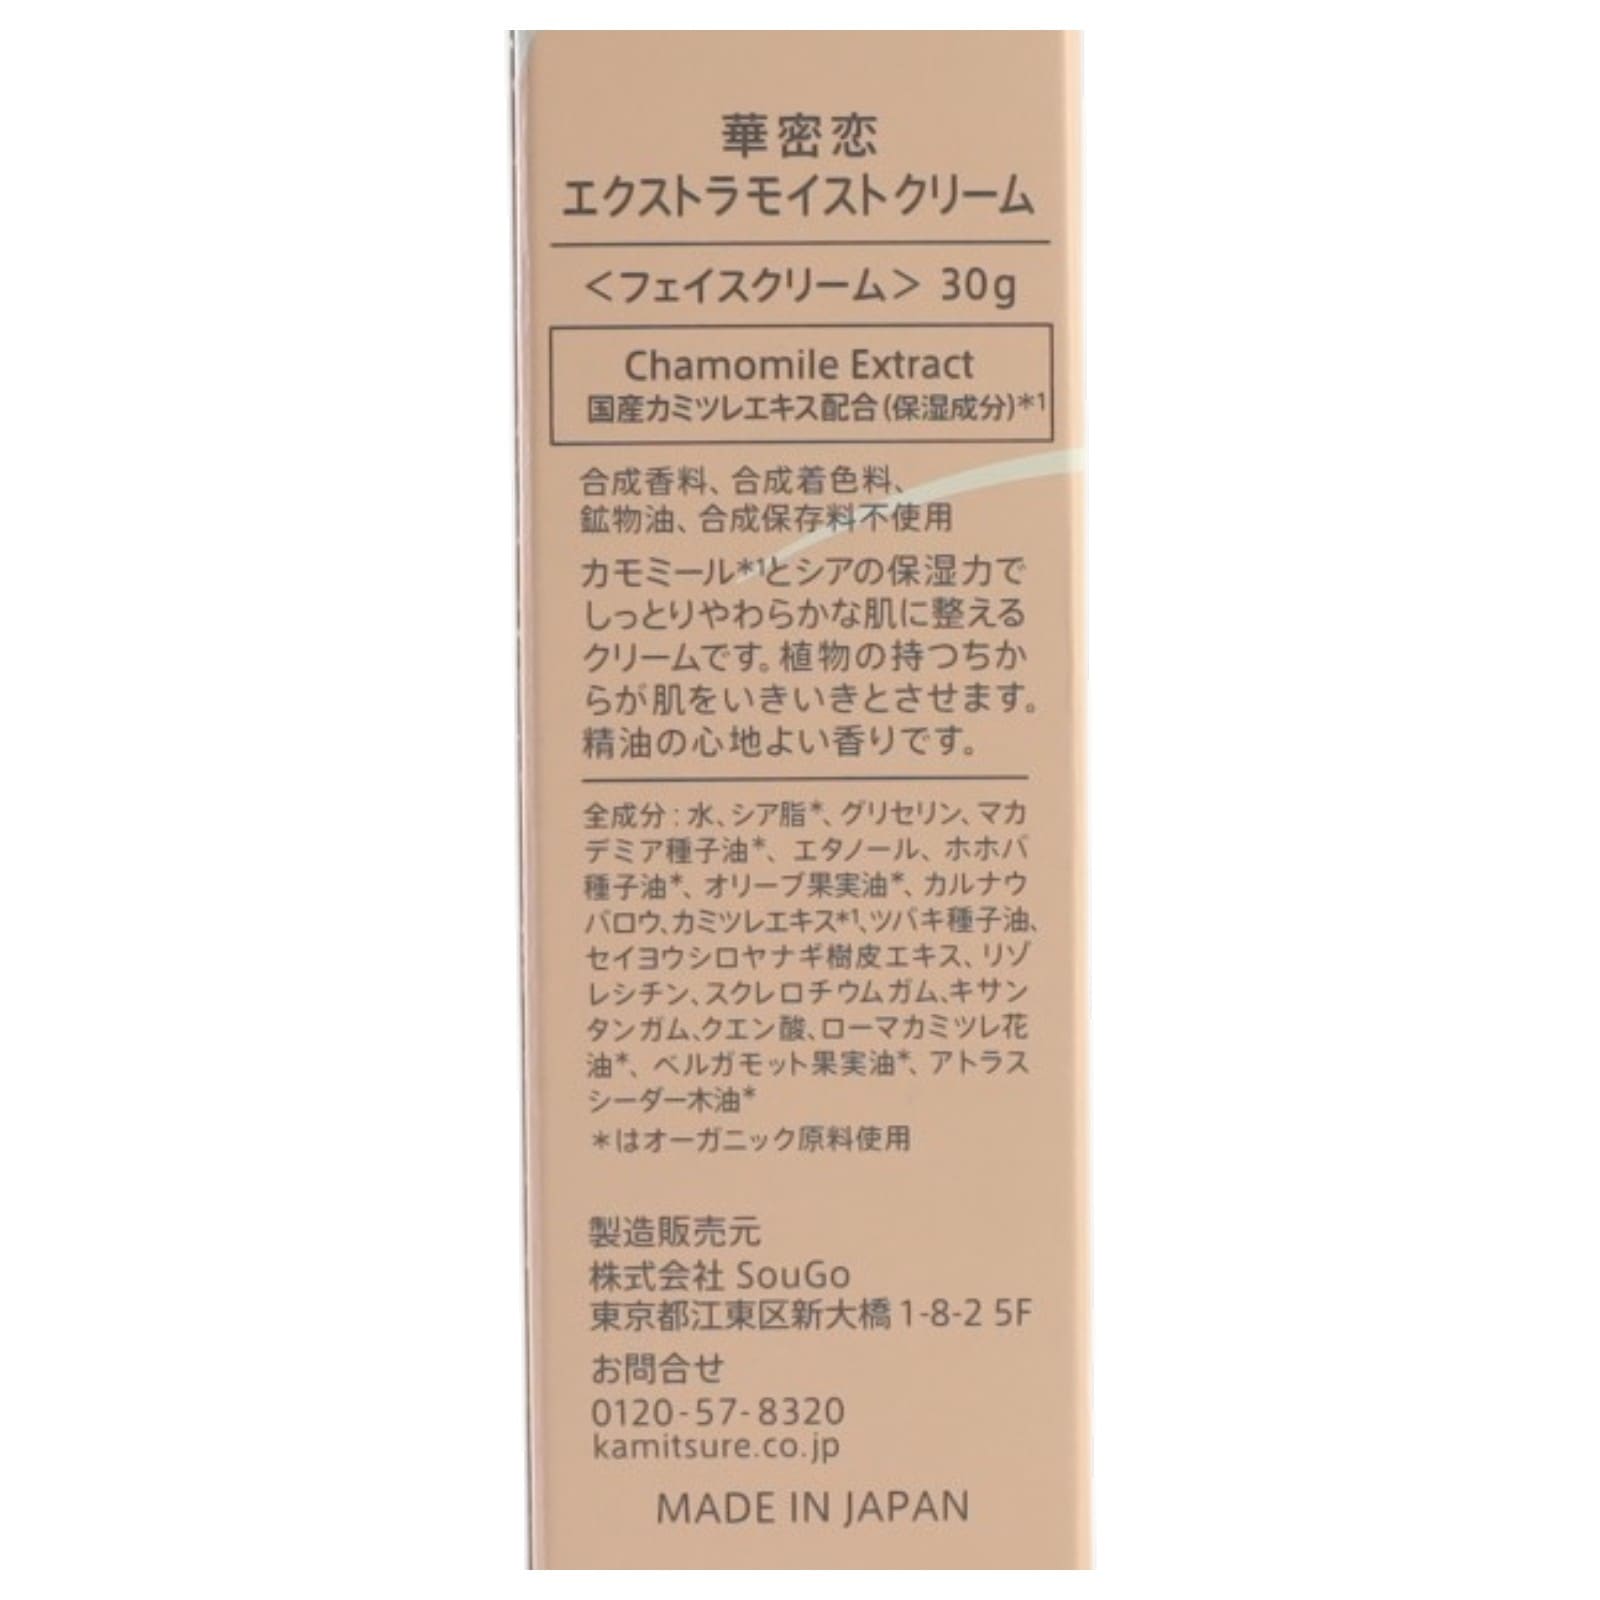 華密恋
エクストラモイストクリーム
＜フェイスクリーム＞ 30g
Chamomile Extract
国産カミツレエキス配合(保湿成分)*1
合成香料、合成着色料、
鉱物油、合成保存料不使用
カモミール*1とシアの保湿力で
しっとりやわらかな肌に整える
クリームです。植物の持つちか
らが肌をいきいきとさせます。
精油の心地よい香りです。
全成分：水、シア脂*、グリセリン、マカ
デミア種子油*、エタノール、ホホバ
種子油*、オリーブ果実油*、カルナウ
バロウ、カミツレエキス*1、ツバキ種子油、
セイヨウシロヤナギ樹皮エキス、リゾ
レシチン、スクレロチウムガム、キサン
タンガム、クエン酸、ローマカミツレ花
油*、ベルガモット果実油*、アトラス
シーダー木油*
*はオーガニック原料使用
製造販売元
株式会社 SouGo
東京都江東区新大橋 1-8-2 5F
お問合せ
0120-57-8320
kamitsure.co.jp
MADE IN JAPAN